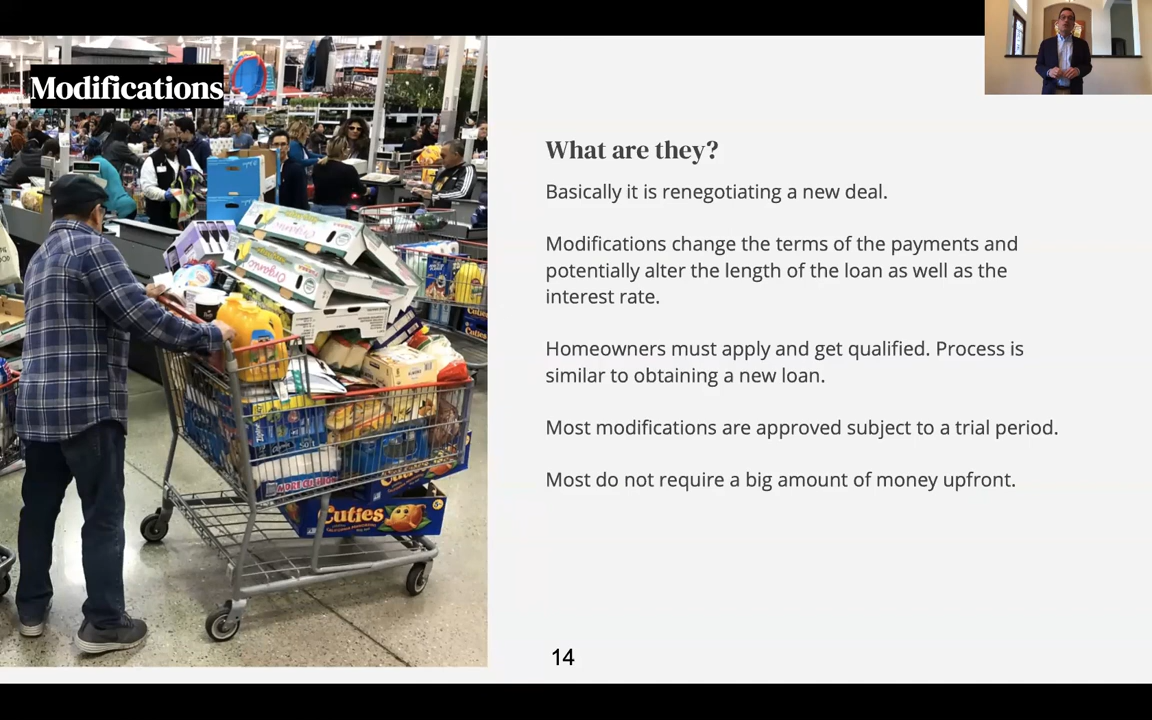 Modifications
What are they?
Basically it is renegotiating a new deal.
Modifications change the terms of the payments and
potentially alter the length of the loan as well as the
interest rate.
Homeowners must apply and get qualified. Process is
similar to obtaining a new loan.
Most modifications are approved subject to a trial period.
Most do not require a big amount of money upfront.
Organic
Organic
Cuties
14